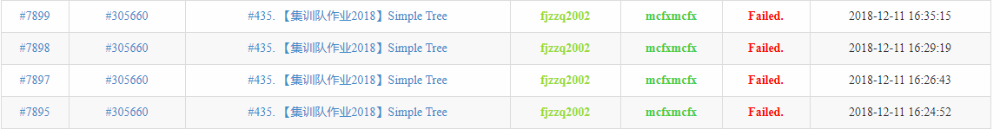 #7899 #305660 #435. 【集训队作业2018】Simple Tree fjzzq2002 mcfxmcfx Failed. 2018-12-11 16:35:15
#7898 #305660 #435. 【集训队作业2018】Simple Tree fjzzq2002 mcfxmcfx Failed. 2018-12-11 16:29:19
#7897 #305660 #435. 【集训队作业2018】Simple Tree fjzzq2002 mcfxmcfx Failed. 2018-12-11 16:26:43
#7895 #305660 #435. 【集训队作业2018】Simple Tree fjzzq2002 mcfxmcfx Failed. 2018-12-11 16:24:52